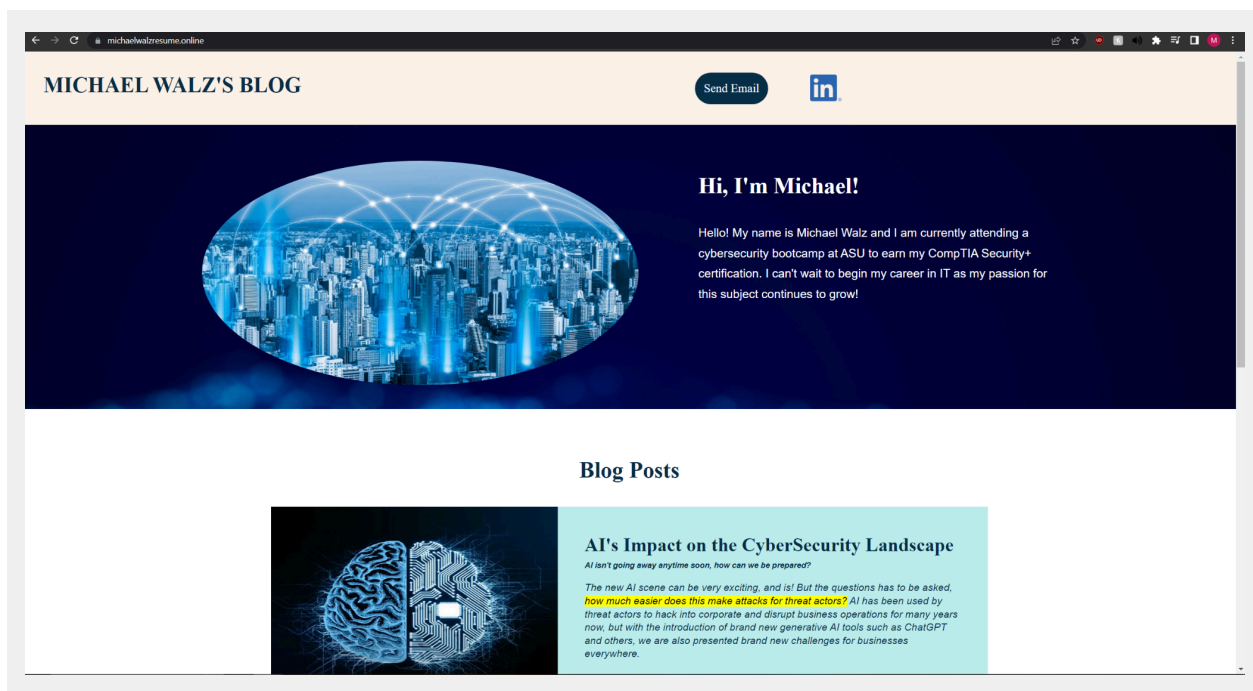 michaelwalzresume.online
M
MICHAEL WALZ'S BLOG
Send Email
in
Hi, I'm Michael!
Hello! My name is Michael Walz and I am currently attending a
cybersecurity bootcamp at ASU to earn my CompTIA Security+
certification. I can't wait to begin my career in IT as my passion for
this subject continues to grow!
Blog Posts
AI's Impact on the CyberSecurity Landscape
AI isn't going away anytime soon, how can we be prepared?
The new AI scene can be very exciting, and is! But the questions has to be asked,
how much easier does this make attacks for threat actors? AI has been used by
threat actors to hack into corporate and disrupt business operations for many years
now, but with the introduction of brand new generative AI tools such as ChatGPT
and others, we are also presented brand new challenges for businesses
everywhere.